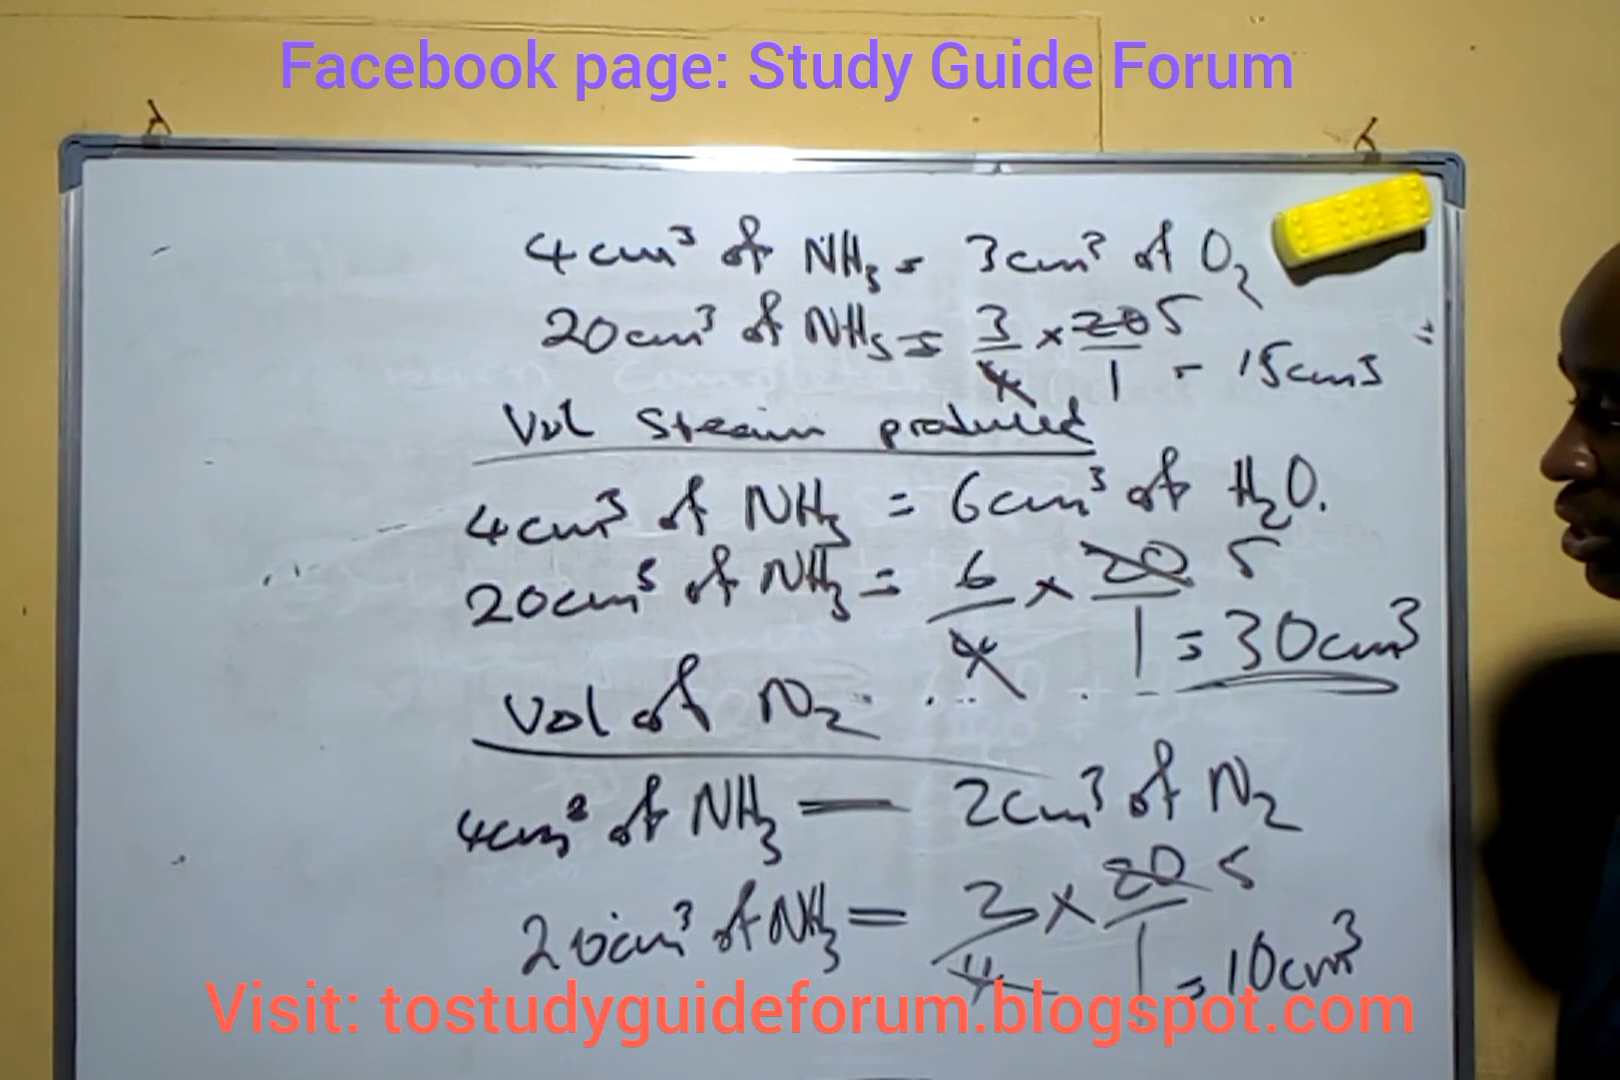 Facebook page: Study Guide Forum
4cm³ of NH₃ = 3cm³ of O₂
20cm³ of NH₃ = 3/4 × 20/1 5 = 15cm³
Vol Steam produced
4cm³ of NH₃ = 6cm³ of H₂O.
20cm³ of NH₃ = 6/4 × 20/1 5 = 30cm³
Vol of N₂
4cm³ of NH₃ = 2cm³ of N₂
20cm³ of NH₃ = 2/4 × 20/1 5 = 10cm³
Visit: tostudyguideforum.blogspot.com